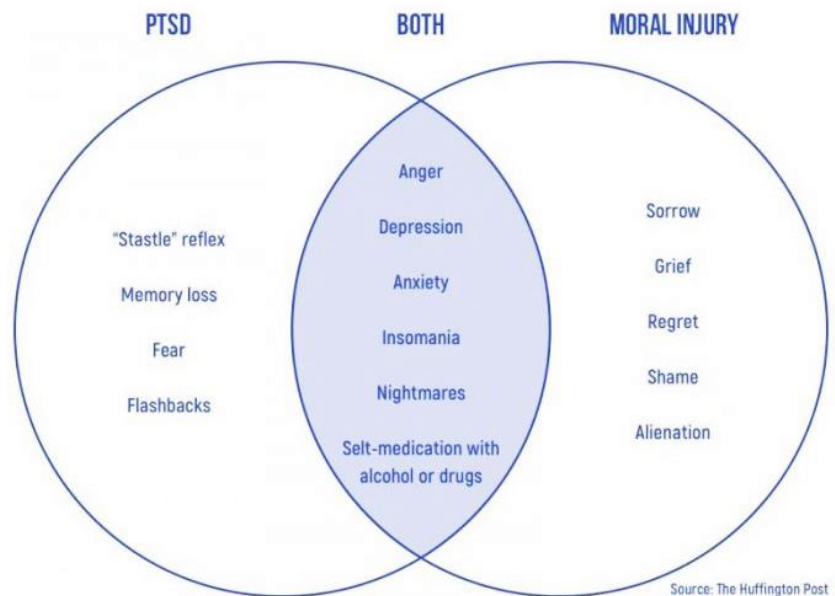 PTSD
BOTH
MORAL INJURY
"Stastle" reflex
Memory loss
Fear
Flashbacks
Anger
Depression
Anxiety
Insomania
Nightmares
Selt-medication with
alcohol or drugs
Sorrow
Grief
Regret
Shame
Alienation
Source: The Huffington Post